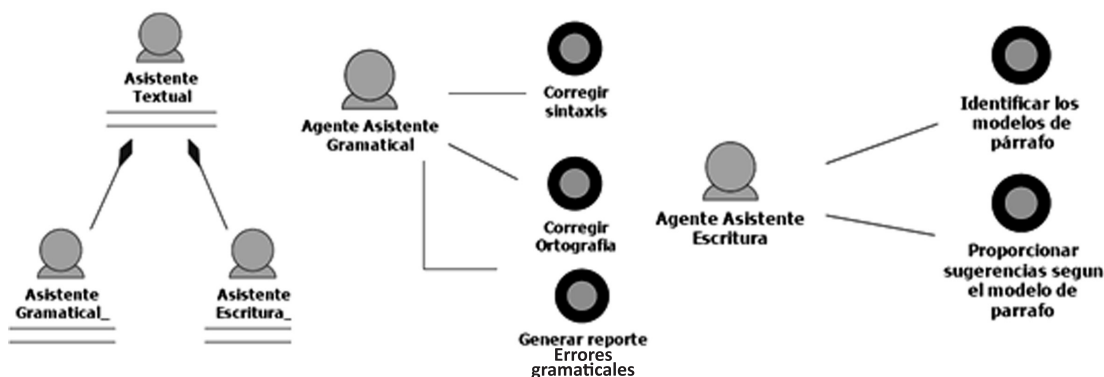 Asistente
Textual
Asistente
Gramatical_
Asistente
Escritura_
Agente Asistente
Gramatical
Corregir
sintaxis
Corregir
Ortografia
Generar reporte
Errores
gramaticales
Agente Asistente
Escritura
Identificar los
modelos de
párrafo
Proporcionar
sugerencias segun
el modelo de
parrafo